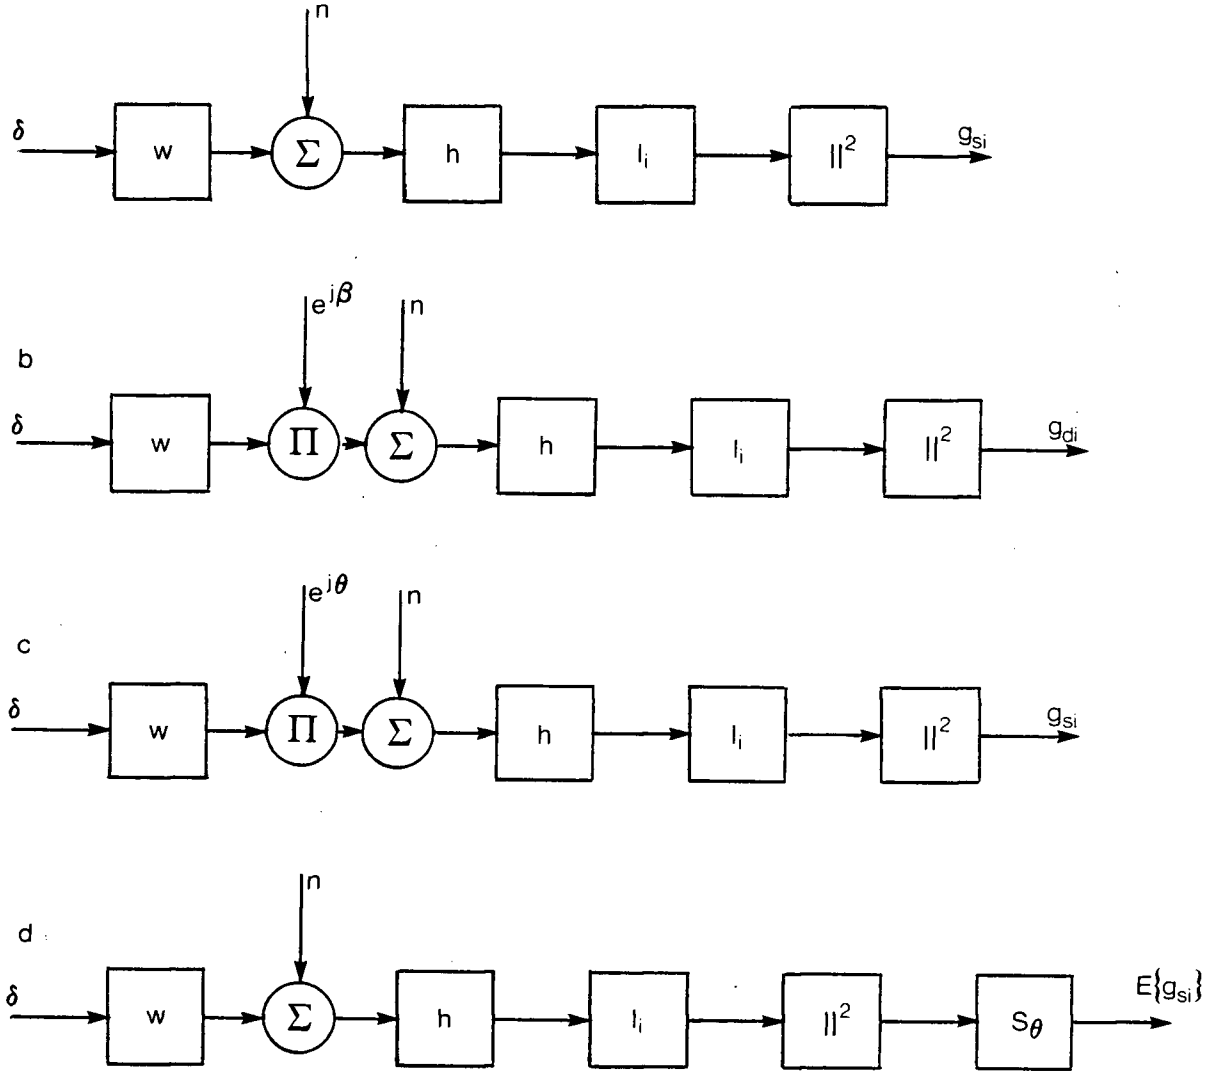 n
δ w Σ h l_i ||² g_si
e^jβ n
b
δ w Π Σ h l_i ||² g_di
e^jθ n
c
δ w Π Σ h l_i ||² g_si
n
d
δ w Σ h l_i ||² S_θ E{g_si}